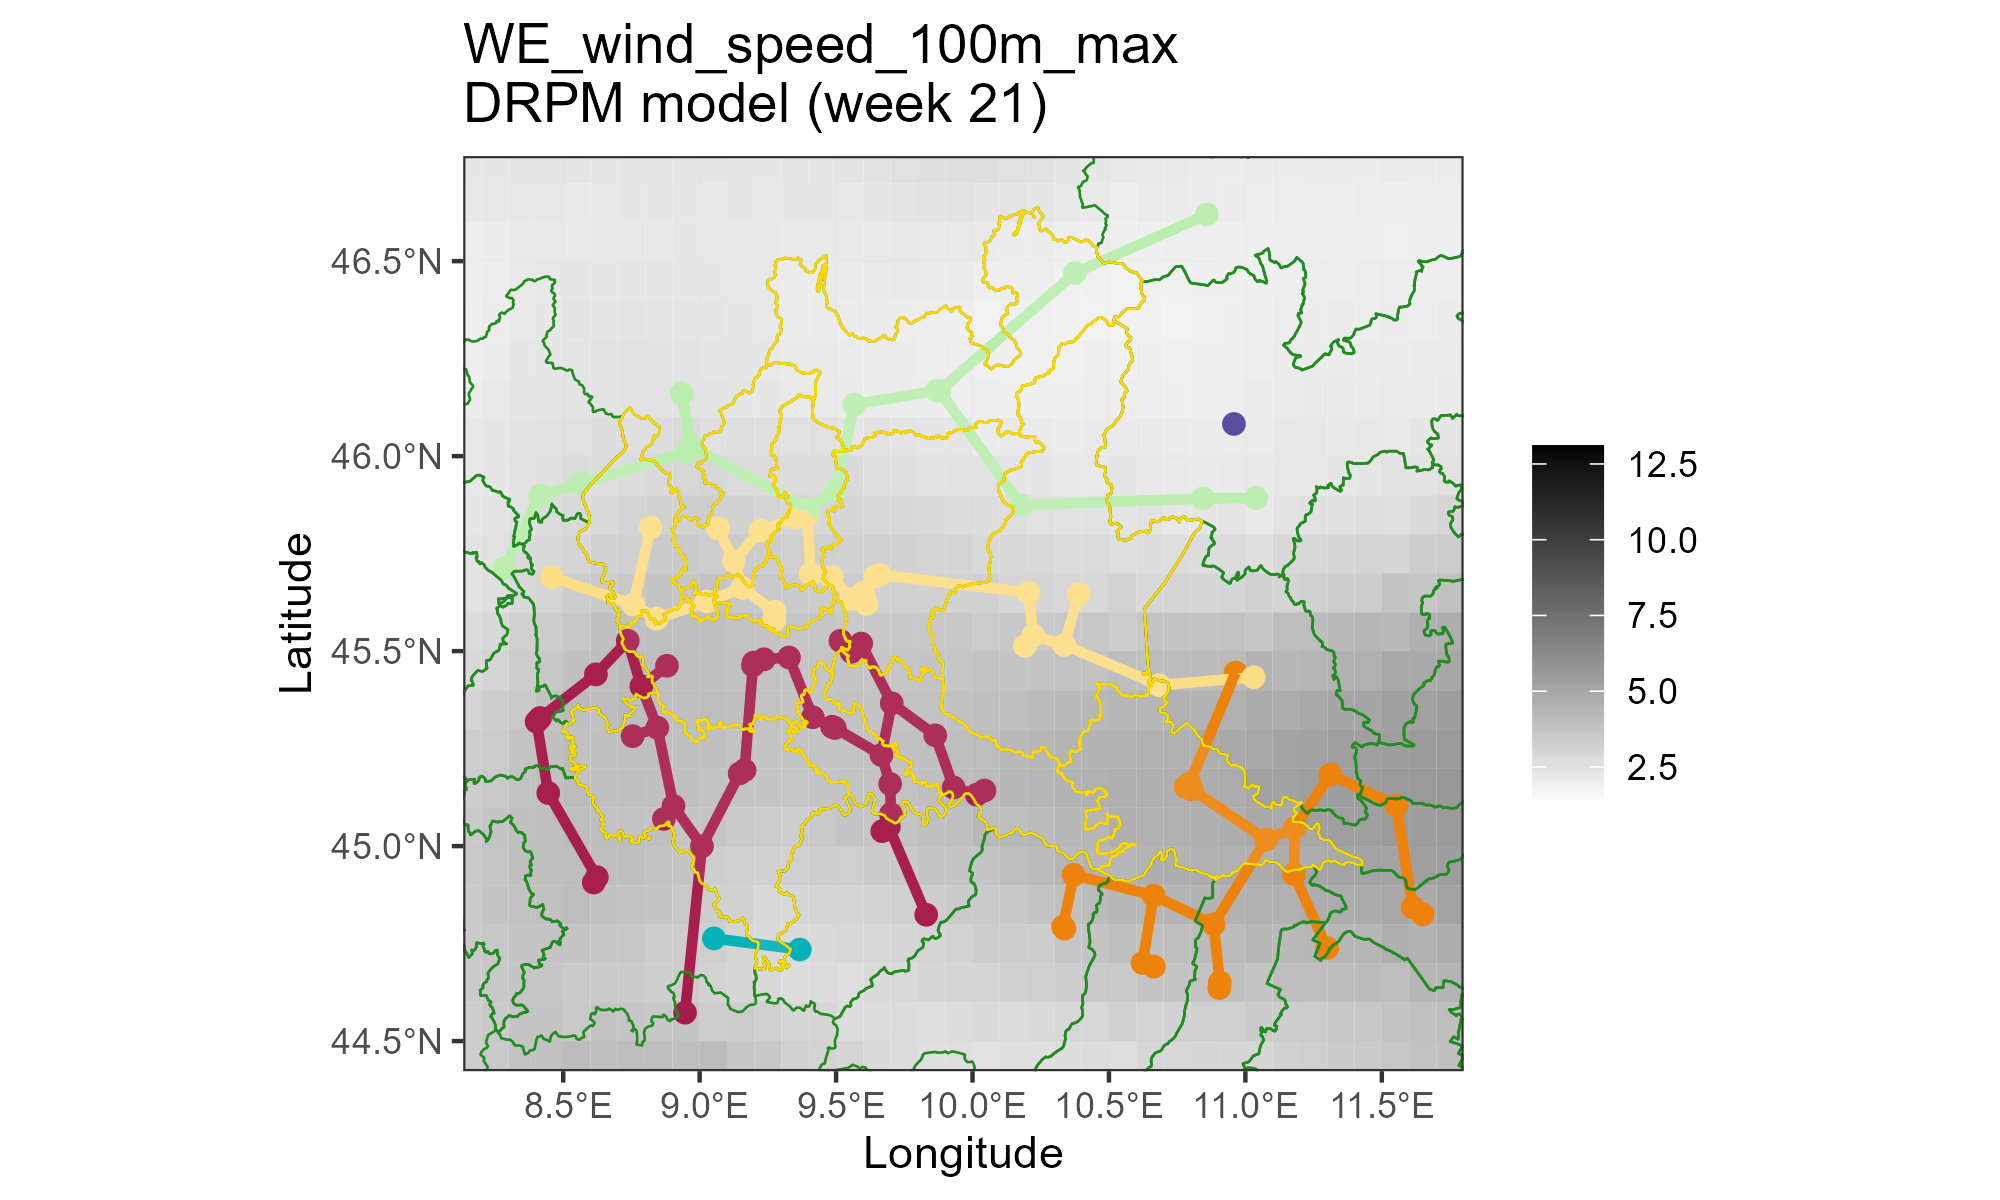 WE_wind_speed_100m_max
DRPM model (week 21)
Latitude
46.5°N
46.0°N
45.5°N
45.0°N
44.5°N
8.5°E
9.0°E
9.5°E
10.0°E
10.5°E
11.0°E
11.5°E
Longitude
12.5
10.0
7.5
5.0
2.5